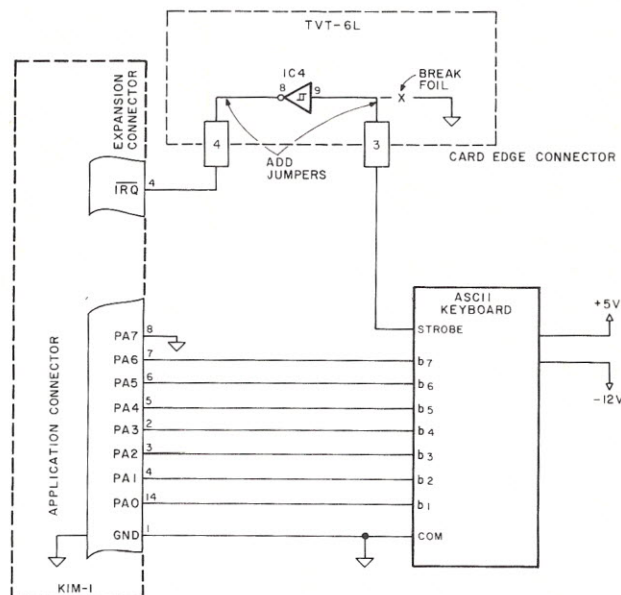 TVT-6L
IC4
8
9
X
BREAK
FOIL
EXPANSION
CONNECTOR
4
3
ADD
JUMPERS
CARD EDGE CONNECTOR
IRQ
4
ASCII
KEYBOARD
+5V
-12V
STROBE
APPLICATION CONNECTOR
PA7
8
PA6
7
b7
PA5
6
b6
PA4
5
b5
PA3
2
b4
PA2
3
b3
PA1
4
b2
PA0
14
b1
GND
1
COM
KIM-1